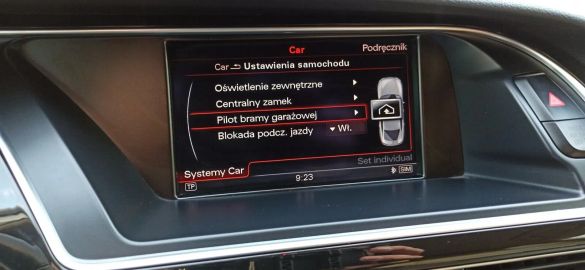 Car
Podręcznik
Car Ustawienia samochodu
Oświetlenie zewnętrzne
Centralny zamek
Pilot bramy garażowej
Blokada podcz. jazdy Wł.
Set individual
Systemy Car
TP
9:23
SIM